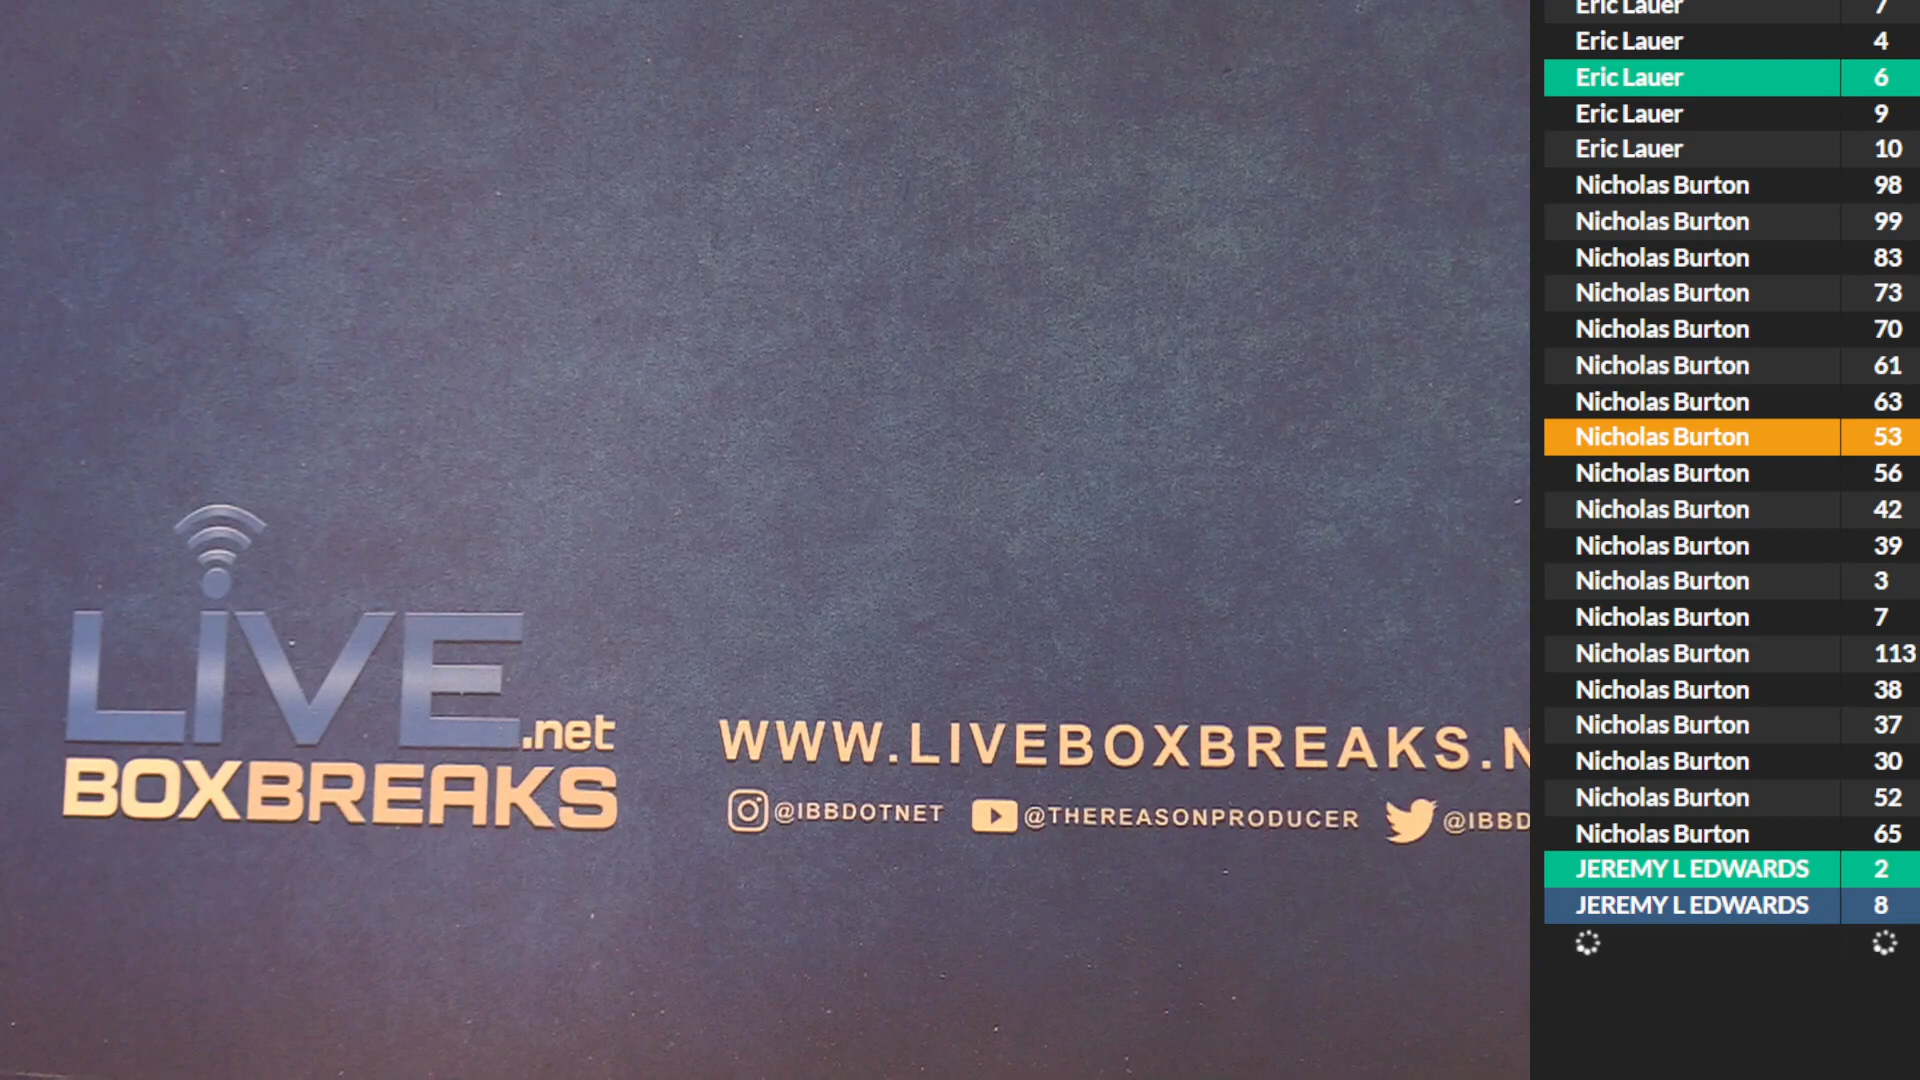 LIVE.net
BOXBREAKS
WWW.LIVEBOXBREAKS.N
@IBBDOTNET @THEREASONPRODUCER @IBBD
Eric Lauer 7
Eric Lauer 4
Eric Lauer 6
Eric Lauer 9
Eric Lauer 10
Nicholas Burton 98
Nicholas Burton 99
Nicholas Burton 83
Nicholas Burton 73
Nicholas Burton 70
Nicholas Burton 61
Nicholas Burton 63
Nicholas Burton 53
Nicholas Burton 56
Nicholas Burton 42
Nicholas Burton 39
Nicholas Burton 3
Nicholas Burton 7
Nicholas Burton 113
Nicholas Burton 38
Nicholas Burton 37
Nicholas Burton 30
Nicholas Burton 52
Nicholas Burton 65
JEREMY L EDWARDS 2
JEREMY L EDWARDS 8